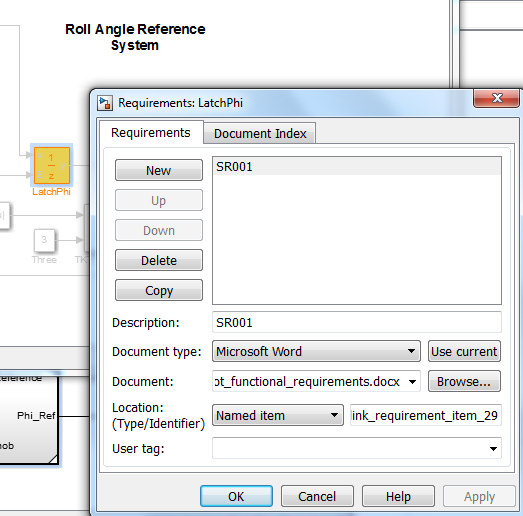 Roll Angle Reference
System
Requirements: LatchPhi
Requirements
Document Index
New
SR001
Up
Down
Delete
Copy
1
z
LatchPhi
3
Three
TK
Description:
SR001
Document type:
Microsoft Word
Use current
Document:
ot_functional_requirements.docx
Browse...
Location:
(Type/Identifier)
Named item
ink_requirement_item_29
User tag:
eference
Phi_Ref
nob
OK
Cancel
Help
Apply